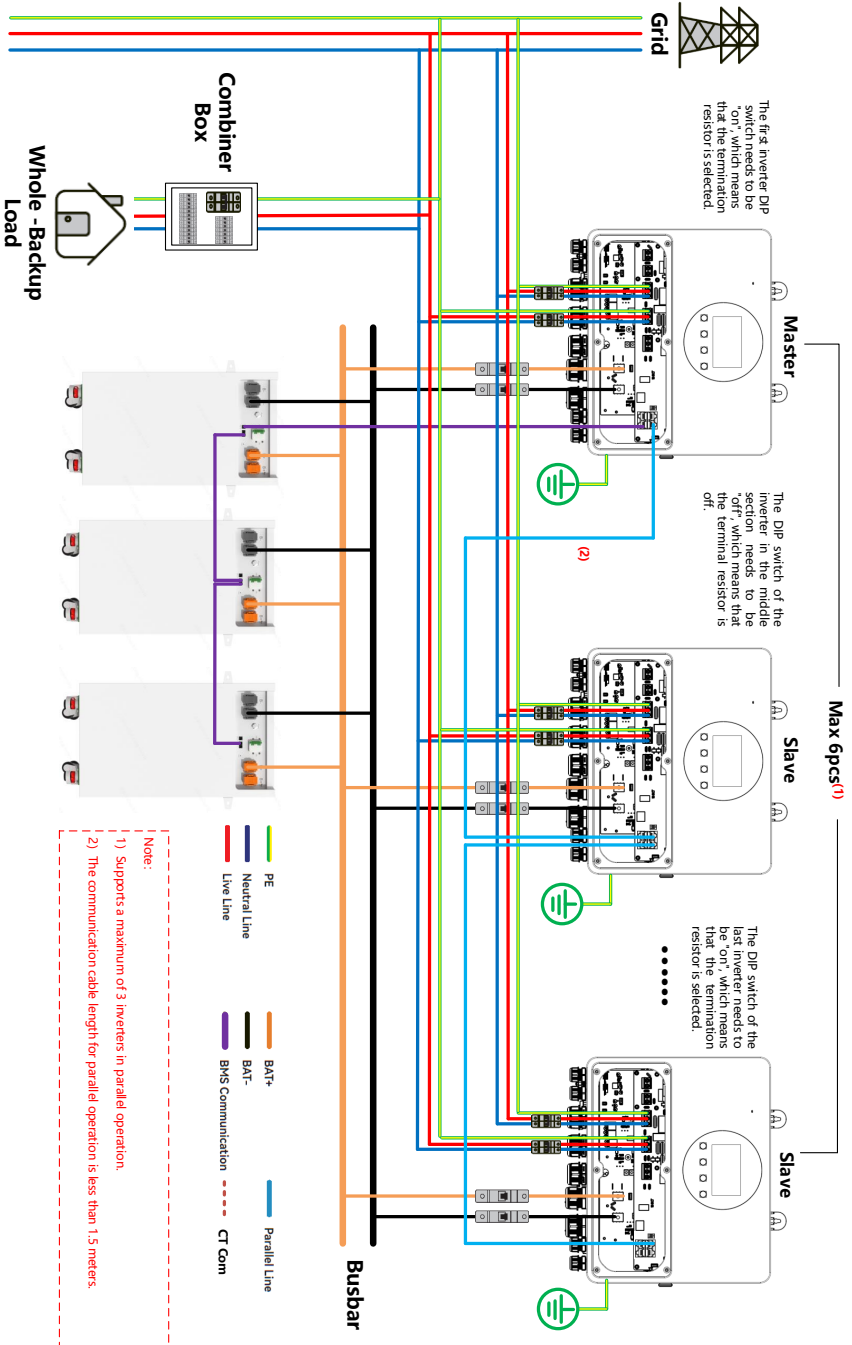 Grid
Max 6pcs(1)
The first inverter DIP
switch needs to be
"on", which means
that the termination
resistor is selected.
Master
The DIP switch of the
inverter in the middle
section needs to be
"off", which means that
the terminal resistor is
off.
Slave
The DIP switch of the
last inverter needs to
be "on", which means
that the termination
resistor is selected.
Slave
(2)
Combiner
Box
Whole -Backup
Load
Busbar
PE
Neutral Line
Live Line
BAT+
BAT-
BMS Communication
Parallel Line
CT Com
Note:
1) Supports a maximum of 3 inverters in parallel operation.
2) The communication cable length for parallel operation is less than 1.5 meters.